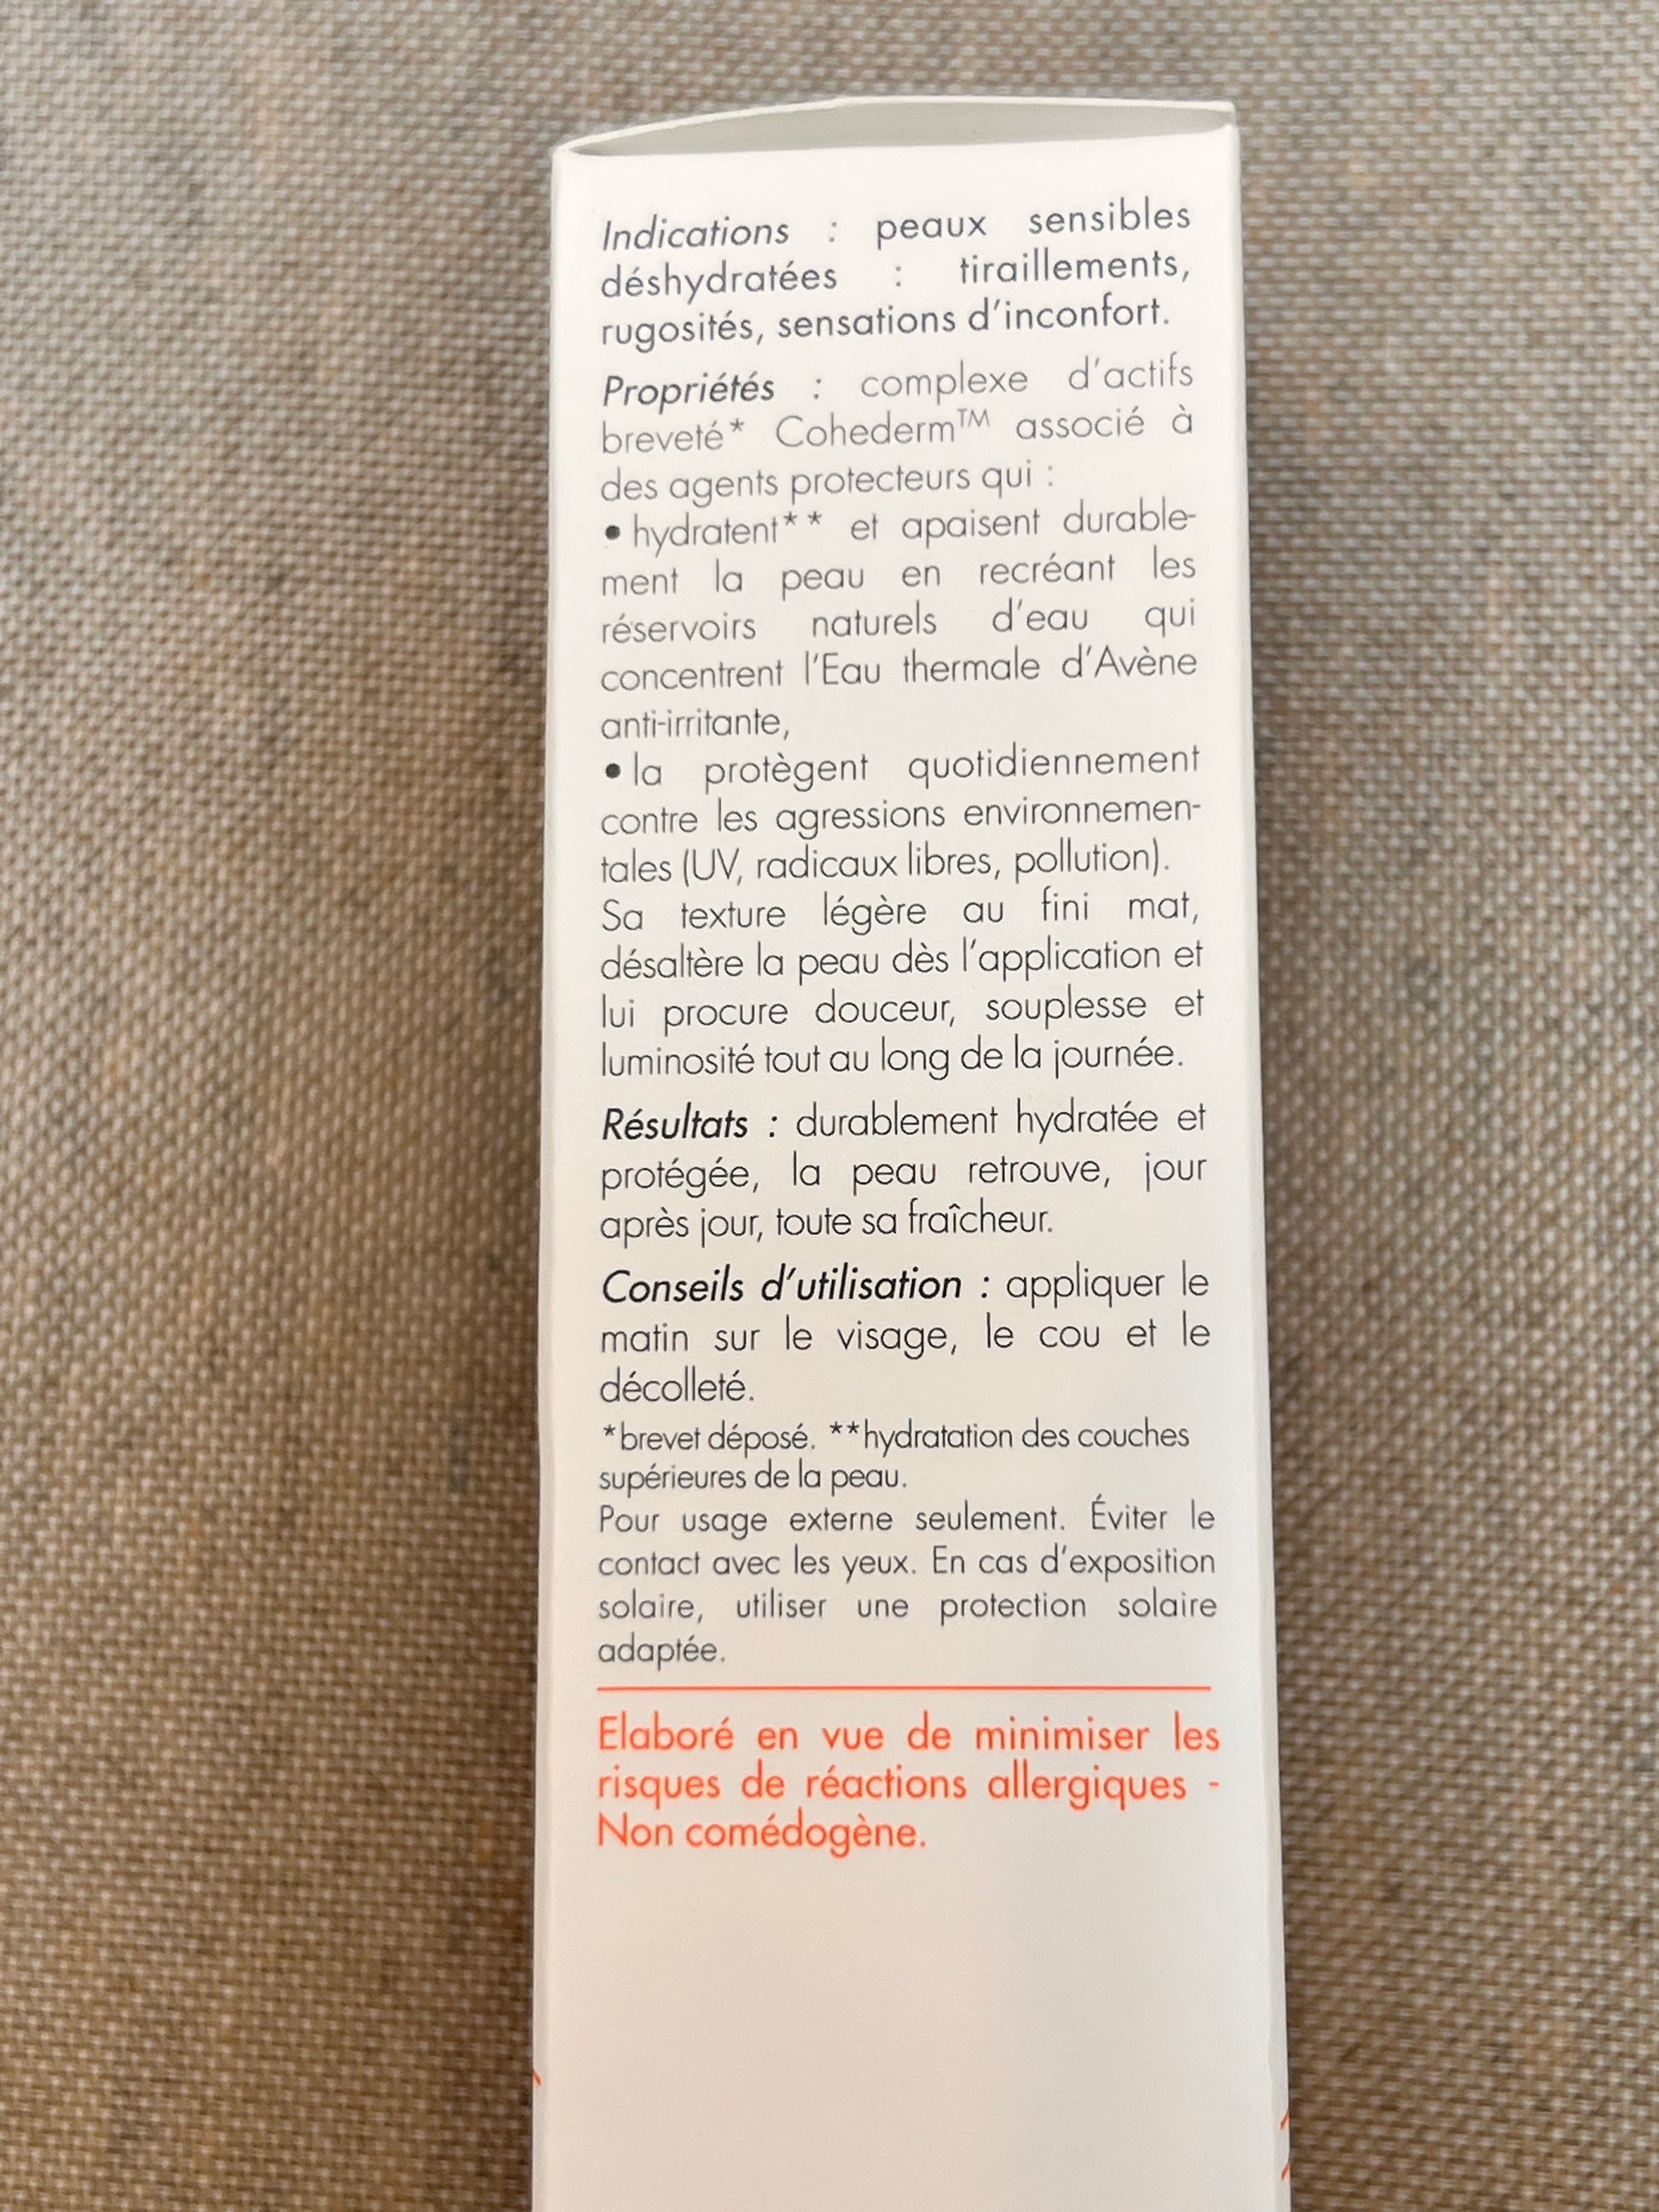 Indications : peaux sensibles
déshydratées : tiraillements,
rugosités, sensations d'inconfort.
Propriétés : complexe d'actifs
breveté* Cohederm™ associé à
des agents protecteurs qui :
• hydratent** et apaisent durable-
ment la peau en recréant les
réservoirs naturels d'eau qui
concentrent l'Eau thermale d'Avène
anti-irritante,
• la protègent quotidiennement
contre les agressions environnemen-
tales (UV, radicaux libres, pollution).
Sa texture légère au fini mat,
désaltère la peau dès l'application et
lui procure douceur, souplesse et
luminosité tout au long de la journée.
Résultats : durablement hydratée et
protégée, la peau retrouve, jour
après jour, toute sa fraîcheur.
Conseils d'utilisation : appliquer le
matin sur le visage, le cou et le
décolleté.
*brevet déposé. **hydratation des couches
supérieures de la peau.
Pour usage externe seulement. Éviter le
contact avec les yeux. En cas d'exposition
solaire, utiliser une protection solaire
adaptée.
Elaboré en vue de minimiser les
risques de réactions allergiques -
Non comédogène.